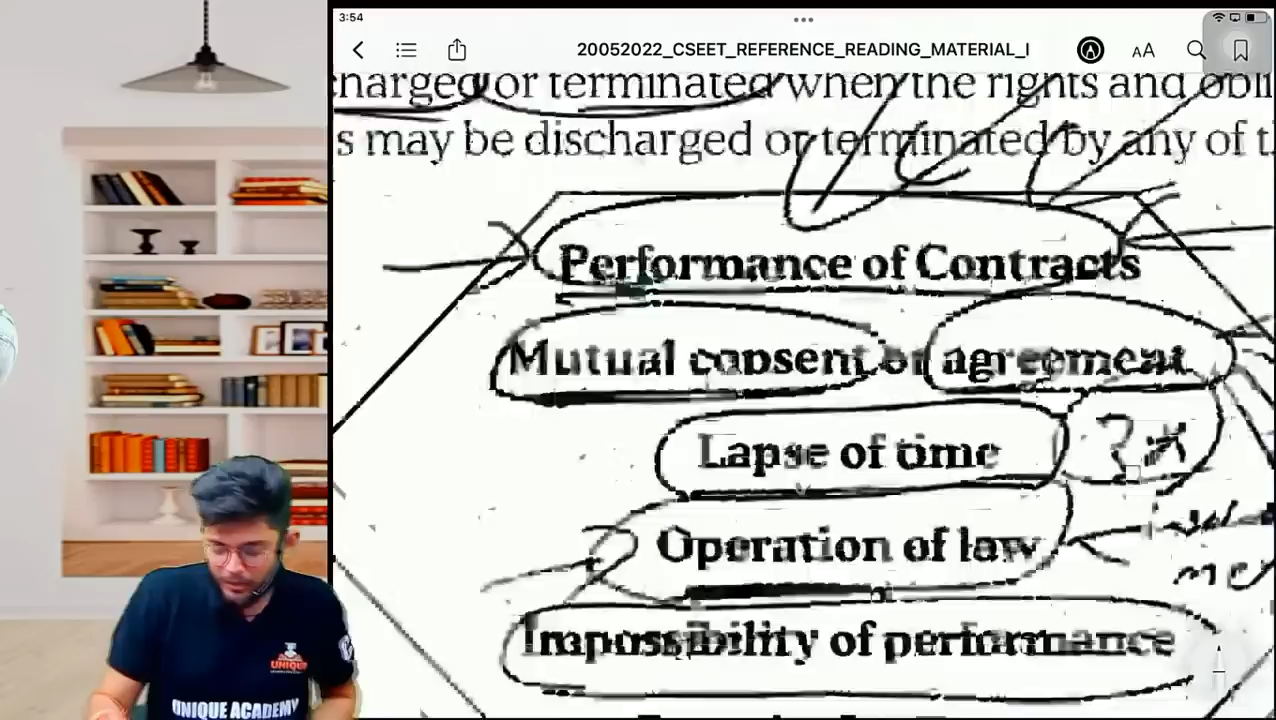 3:54
20052022_CSEET_REFERENCE_READING_MATERIAL_I
AA
charged or terminated when the rights and obli
s may be discharged or terminated by any of t
Performance of Contracts
Mutual consent or agreement
Lapse of time
Operation of law
Impossibility of performance
UNIQUE
UNIQUE ACADEMY